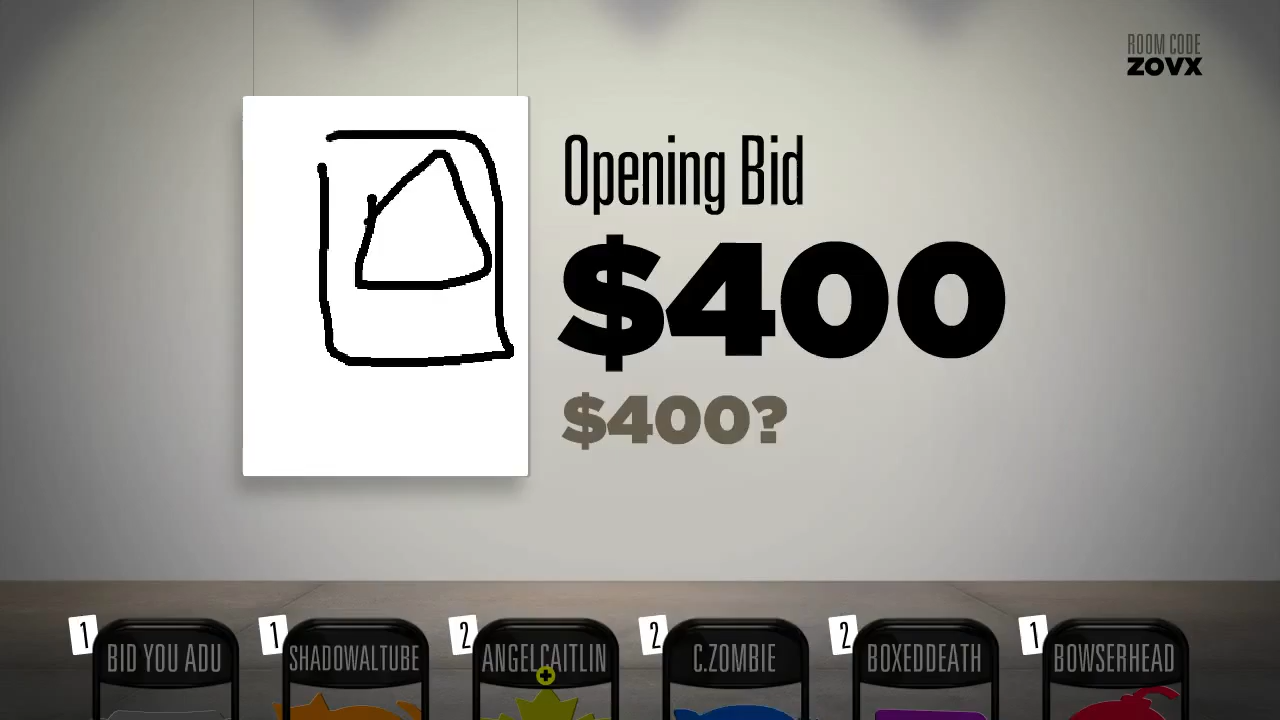 ROOM CODE
ZOVX
Opening Bid
$400
$400?
1 BID YOU ADU
1 SHADOWALTUBE
2 ANGELCAITLIN
2 C.ZOMBIE
2 BOXEDDEATH
1 BOWSERHEAD